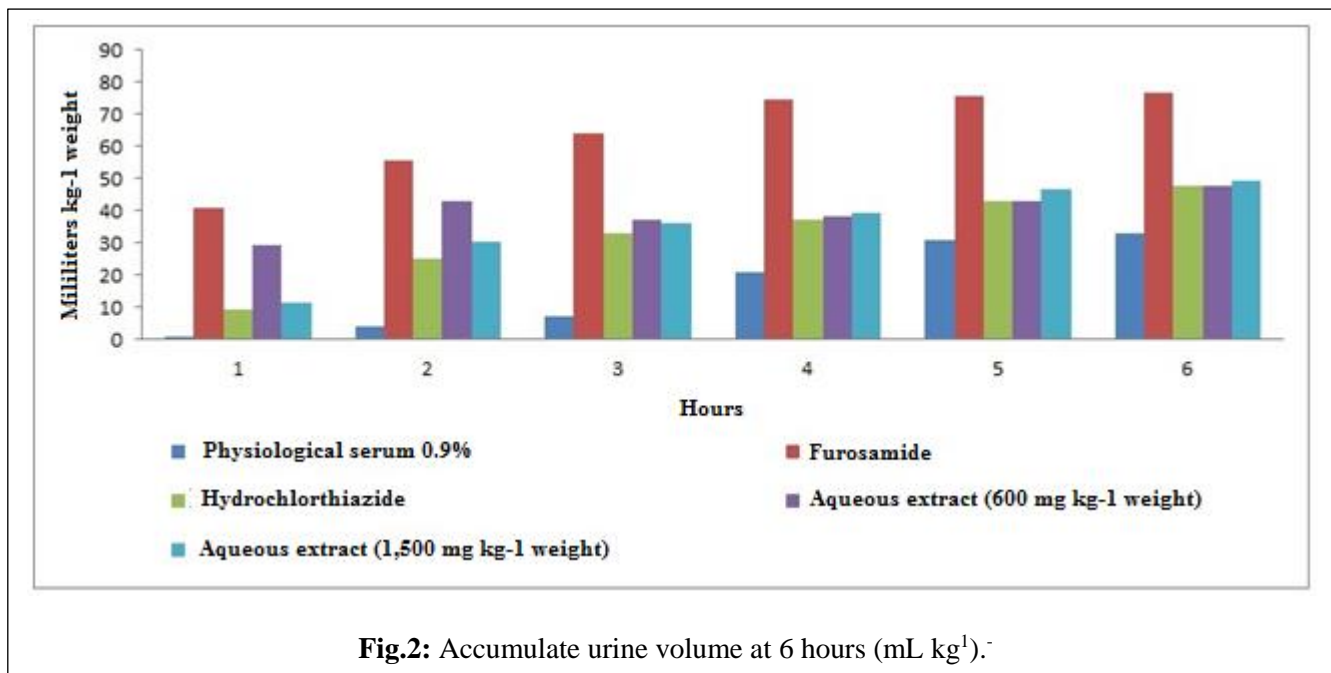 Mililiters kg-1 weight
90
80
70
60
50
40
30
20
10
0
1 2 3 4 5 6
Hours
Physiological serum 0.9% Furosamide
Hydrochlorthiazide Aqueous extract (600 mg kg-1 weight)
Aqueous extract (1,500 mg kg-1 weight)
Fig.2: Accumulate urine volume at 6 hours (mL kg¹).⁻